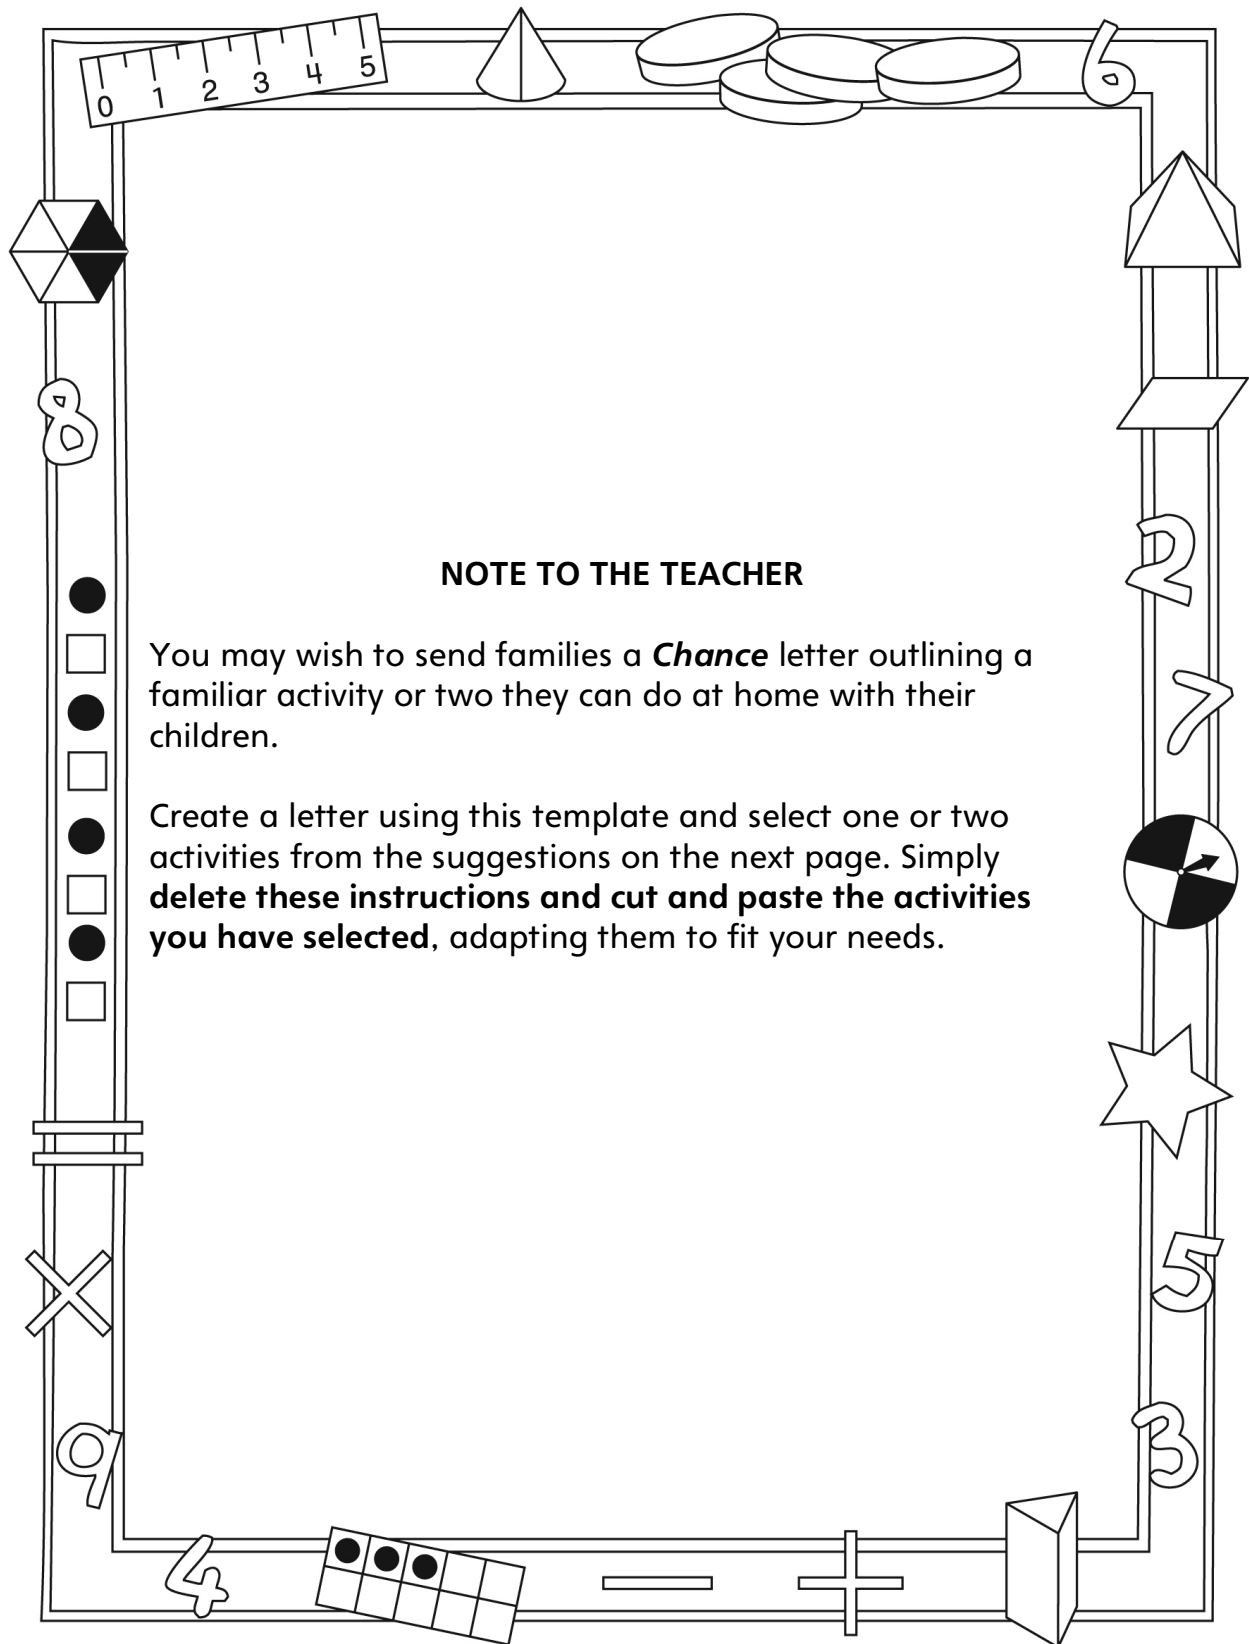 0 1 2 3 4 5
6
8
2
7
5
3
9
4
NOTE TO THE TEACHER
You may wish to send families a Chance letter outlining a
familiar activity or two they can do at home with their
children.
Create a letter using this template and select one or two
activities from the suggestions on the next page. Simply
delete these instructions and cut and paste the activities
you have selected, adapting them to fit your needs.